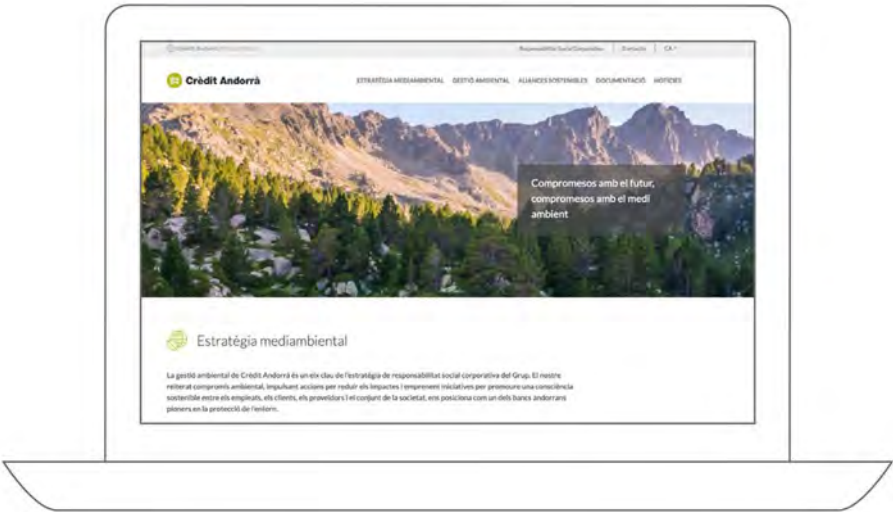 Responsabilitat Social Corporativa | Contacte | CA
Crèdit Andorrà
ESTRATÈGIA MEDIAMBIENTAL GESTIÓ AMBIENTAL ALIANCES SOSTENIBLES DOCUMENTACIÓ NOTÍCIES
Compromesos amb el futur,
compromesos amb el medi
ambient
Estratégia mediambiental
La gestió ambiental de Crèdit Andorrà és un eix clau de l'estratègia de responsabilitat social corporativa del Grup. El nostre
reiterat compromís ambiental, impulsant accions per reduir els impactes i emprenent iniciatives per promoure una consciència
sostenible entre els empleats, els clients, els proveïdors i el conjunt de la societat, ens posiciona com un dels bancs andorrans
pioners en la protecció de l'entorn.